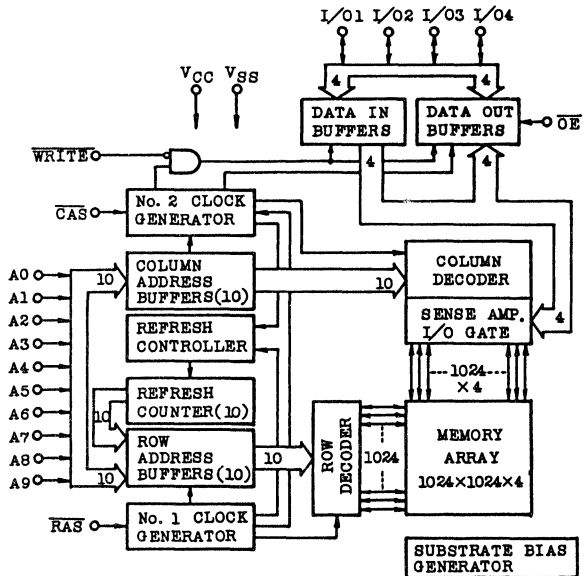 I/O1 I/O2 I/O3 I/O4
VCC VSS
4 4
DATA IN
BUFFERS
DATA OUT
BUFFERS
OE
WRITE
4 4
CAS
No. 2 CLOCK
GENERATOR
A0
A1
A2
A3
A4
A5
A6
A7
A8
A9
10
COLUMN
ADDRESS
BUFFERS(10)
10
COLUMN
DECODER
SENSE AMP.
I/O GATE
4
REFRESH
CONTROLLER
1024
×4
REFRESH
COUNTER(10)
10
ROW
ADDRESS
BUFFERS(10)
10
10
ROW
DECODER
1024
MEMORY
ARRAY
1024×1024×4
RAS
No. 1 CLOCK
GENERATOR
SUBSTRATE BIAS
GENERATOR